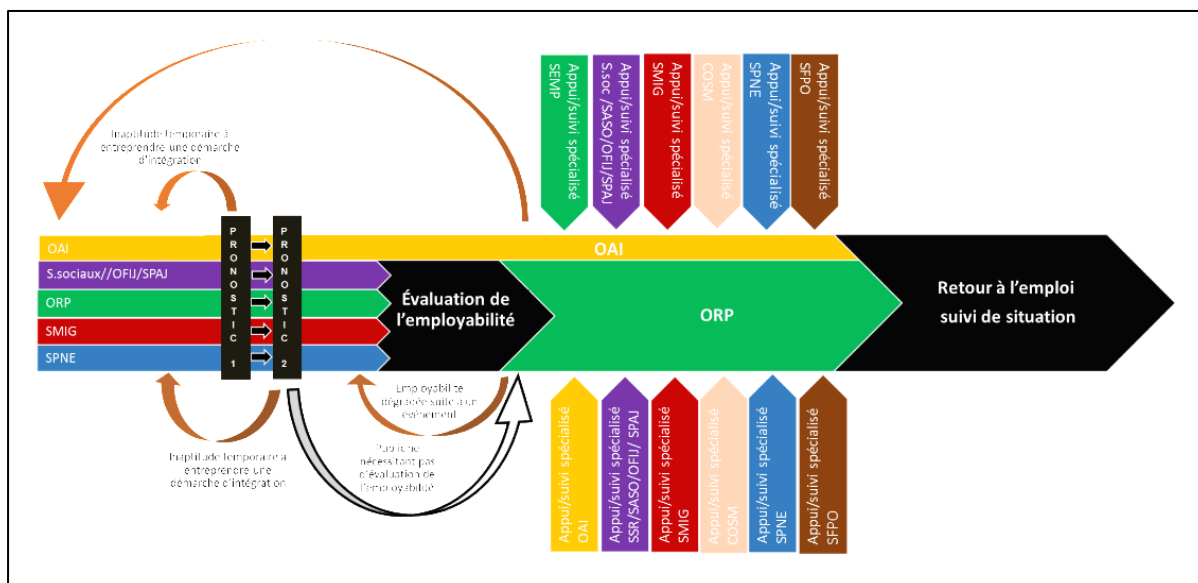 Inaptitude temporaire à
entreprendre une démarche
d'intégration
Appui/suivi spécialisé
SEMP
Appui/suivi spécialisé
S.soc /SASO/OFIJ/SPAJ
Appui/suivi spécialisé
SMIG
Appui/suivi spécialisé
COSM
Appui/suivi spécialisé
SPNE
Appui/suivi spécialisé
SFPO
PRONOSTIC 1
PRONOSTIC 2
OAI
OAI
S.sociaux//OFIJ/SPAJ
ORP
SMIG
SPNE
Évaluation de
l'employabilité
ORP
Retour à l'emploi
suivi de situation
Employabilité
dégradée suite à un
événement
Public ne
nécessitant pas
d'évaluation de
l'employabilité
Inaptitude temporaire à
entreprendre une
démarche d'intégration
Appui/suivi spécialisé
OAI
Appui/suivi spécialisé
SSR/SASO/OFIJ/ SPAJ
Appui/suivi spécialisé
SMIG
Appui/suivi spécialisé
COSM
Appui/suivi spécialisé
SPNE
Appui/suivi spécialisé
SFPO